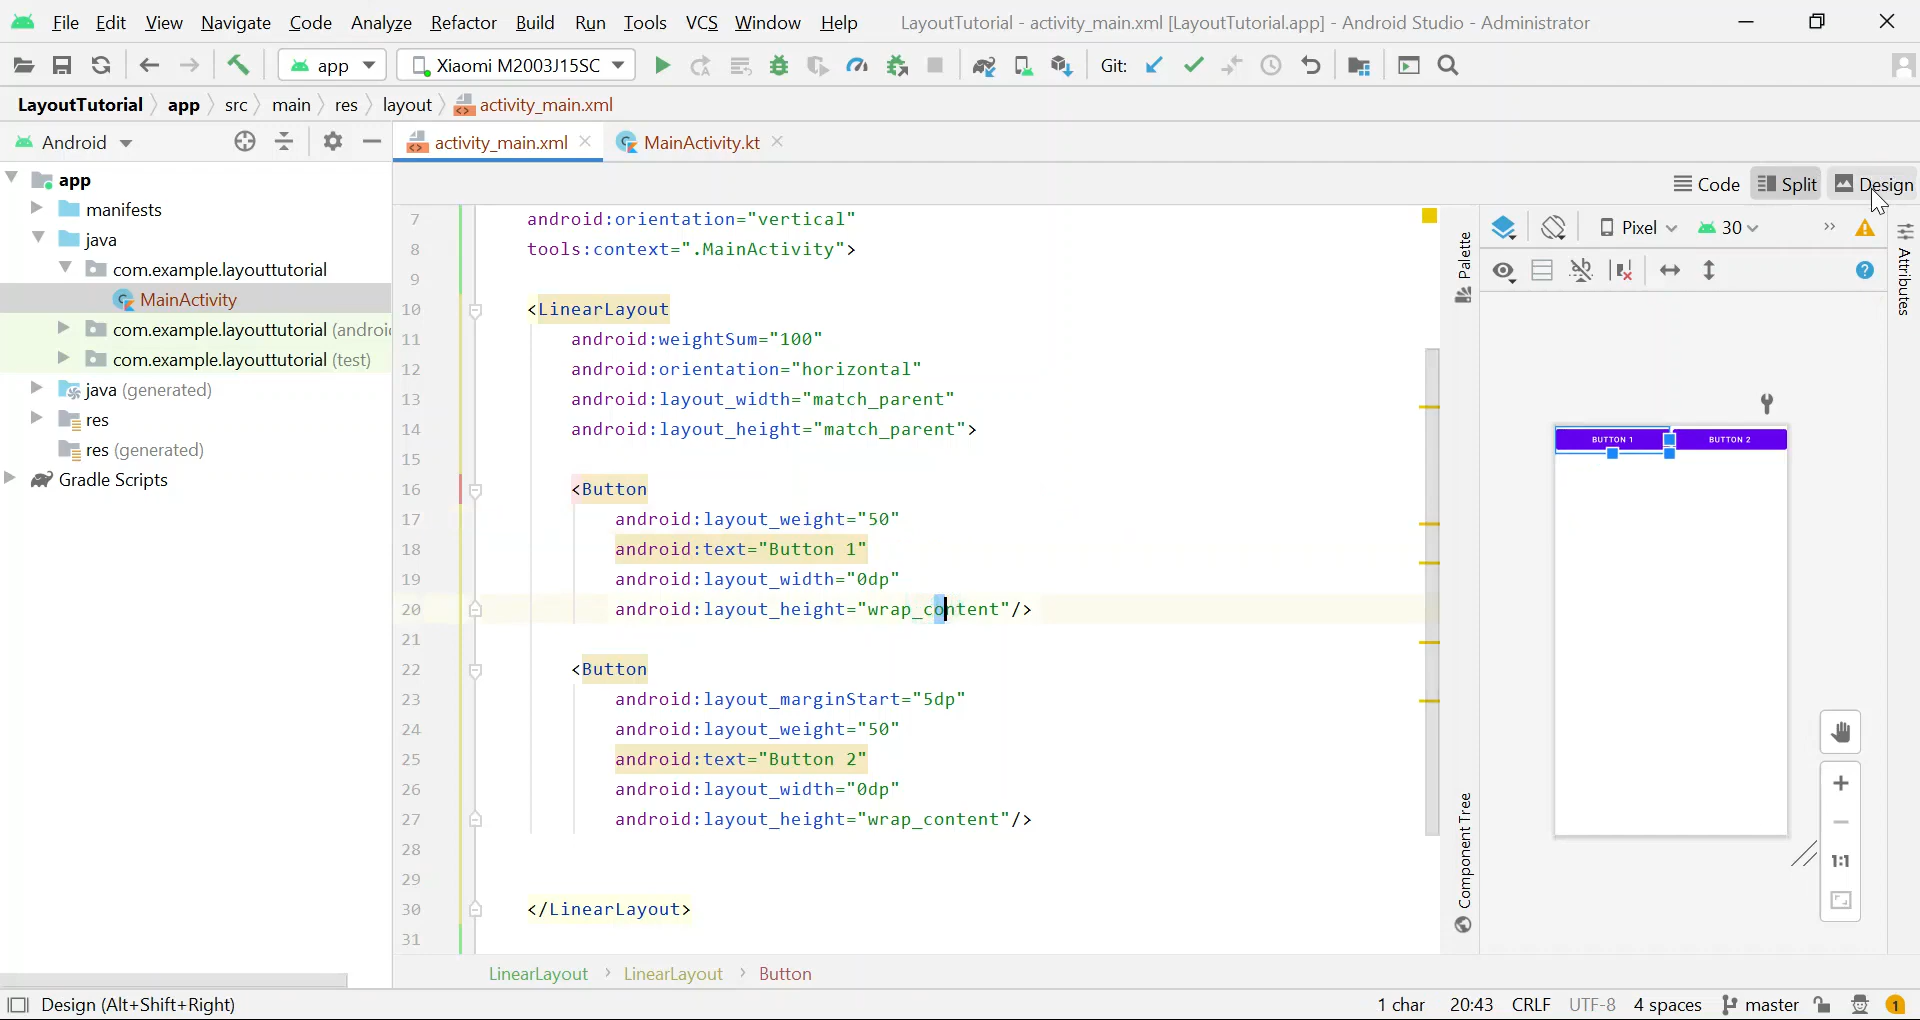 File Edit View Navigate Code Analyze Refactor Build Run Tools VCS Window Help LayoutTutorial - activity_main.xml [LayoutTutorial.app] - Android Studio - Administrator
app Xiaomi M2003J15SC Git:
LayoutTutorial app src main res layout activity_main.xml
Android activity_main.xml MainActivity.kt
Code Split Design
app
manifests
java
com.example.layouttutorial
MainActivity
com.example.layouttutorial (androi
com.example.layouttutorial (test)
java (generated)
res
res (generated)
Gradle Scripts
7 android:orientation="vertical"
8 tools:context=".MainActivity">
9
10 <LinearLayout
11 android:weightSum="100"
12 android:orientation="horizontal"
13 android:layout_width="match_parent"
14 android:layout_height="match_parent">
15
16 <Button
17 android:layout_weight="50"
18 android:text="Button 1"
19 android:layout_width="0dp"
20 android:layout_height="wrap_content"/>
21
22 <Button
23 android:layout_marginStart="5dp"
24 android:layout_weight="50"
25 android:text="Button 2"
26 android:layout_width="0dp"
27 android:layout_height="wrap_content"/>
28
29
30 </LinearLayout>
31
Palette
Component Tree
Pixel 30
Attributes
BUTTON 1 BUTTON 2
1:1
LinearLayout LinearLayout Button
Design (Alt+Shift+Right) 1 char 20:43 CRLF UTF-8 4 spaces master 1